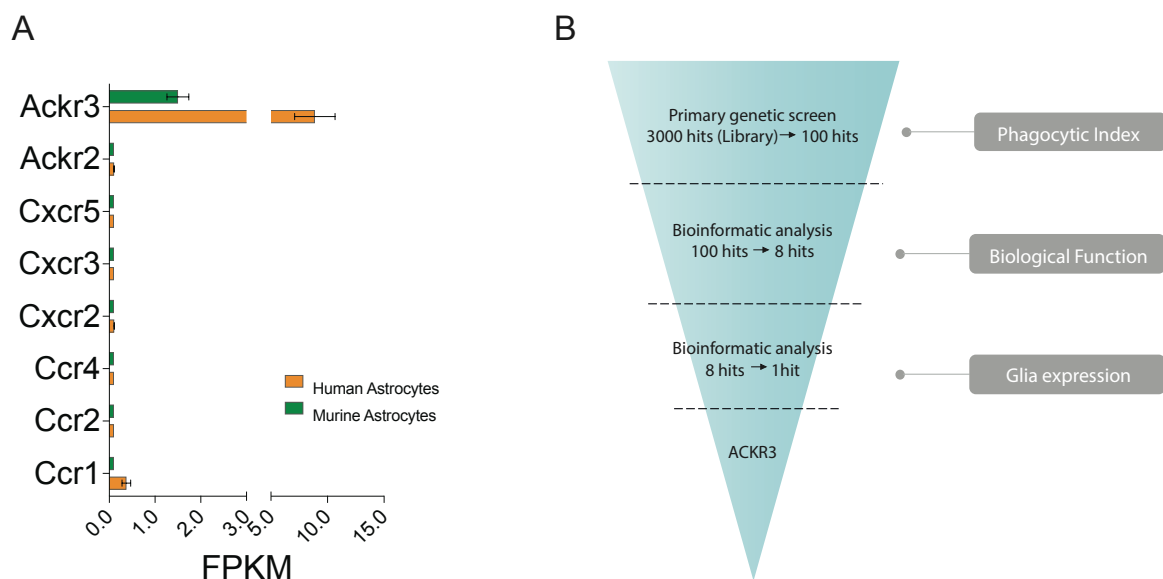 A
Ackr3
Ackr2
Cxcr5
Cxcr3
Cxcr2
Ccr4
Ccr2
Ccr1
Human Astrocytes
Murine Astrocytes
0.0
1.0
2.0
3.0
5.0
10.0
15.0
FPKM
B
Primary genetic screen
3000 hits (Library)→ 100 hits
Phagocytic Index
Bioinformatic analysis
100 hits → 8 hits
Biological Function
Bioinformatic analysis
8 hits → 1hit
Glia expression
ACKR3